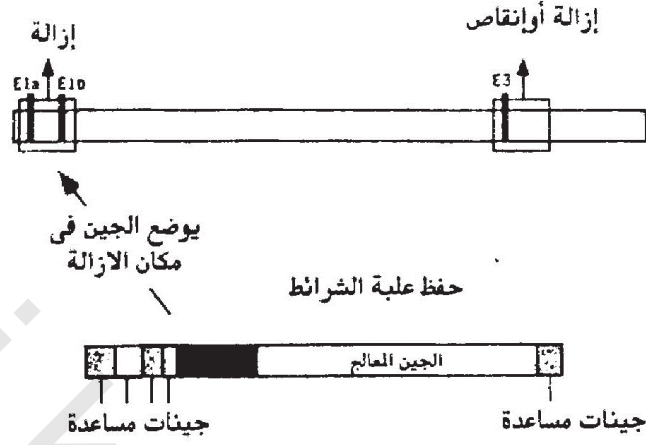 إزالة أوإنقاص
إزالة
E1a E1b
E3
يوضع الجين فى
مكان الازالة
حفظ علبة الشرائط
الجين المعالج
جينات مساعدة
جينات مساعدة